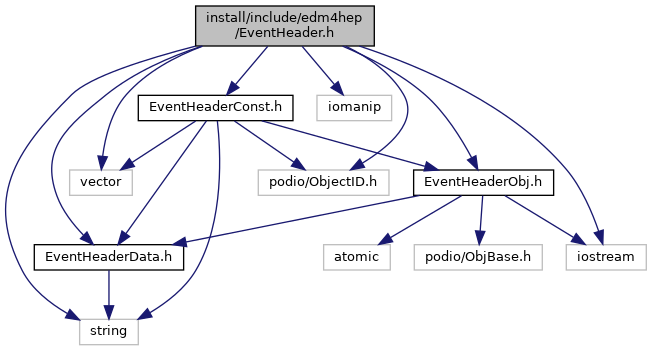 install/include/edm4hep
/EventHeader.h
EventHeaderConst.h
iomanip
vector
podio/ObjectID.h
EventHeaderObj.h
EventHeaderData.h
atomic
podio/ObjBase.h
iostream
string